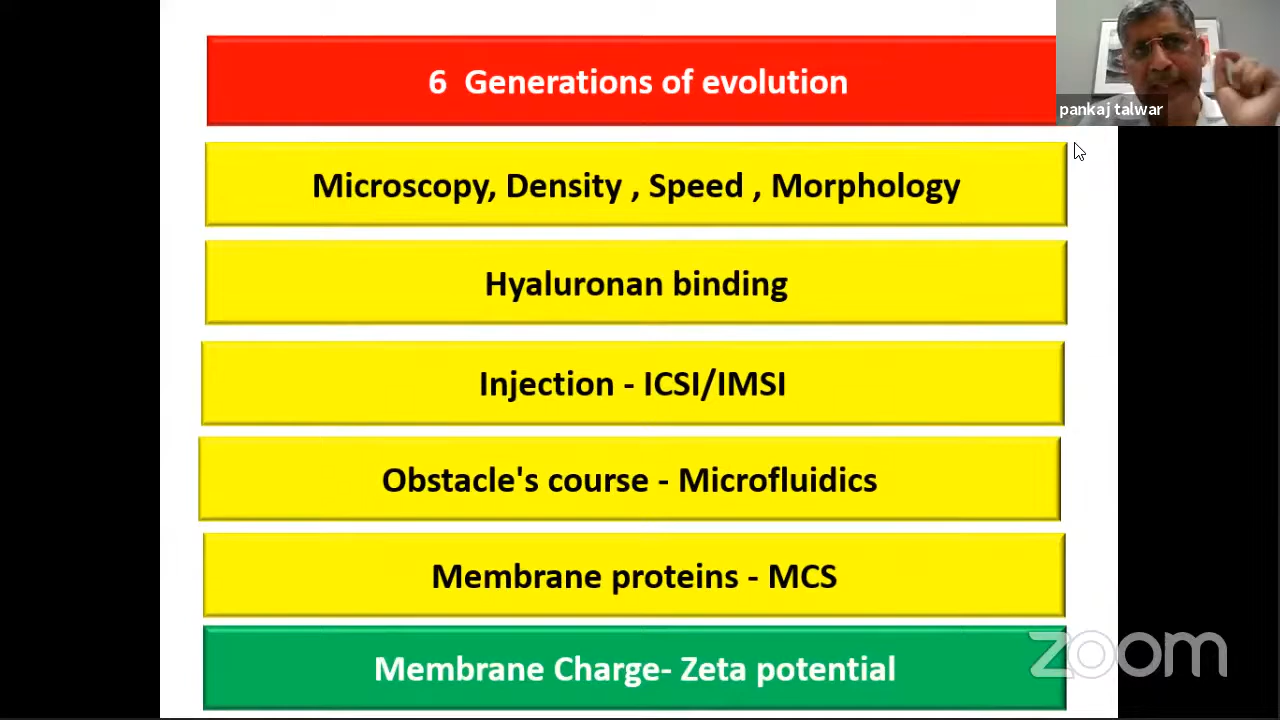 6 Generations of evolution
pankaj talwar
Microscopy, Density , Speed , Morphology
Hyaluronan binding
Injection - ICSI/IMSI
Obstacle's course - Microfluidics
Membrane proteins - MCS
Membrane Charge- Zeta potential
zoom